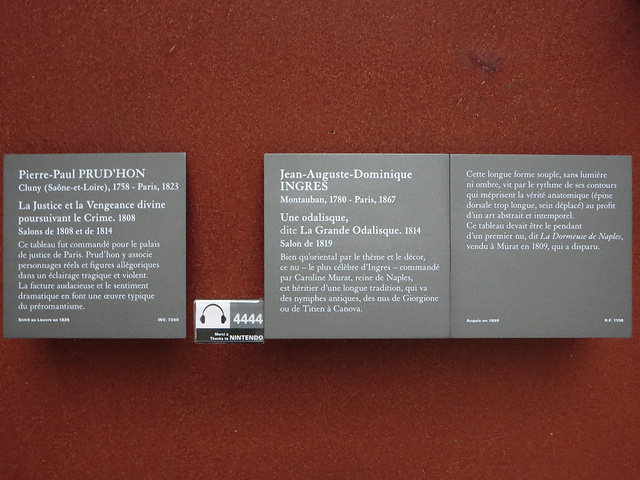 Pierre-Paul PRUD'HON
Cluny (Saône-et-Loire), 1758 - Paris, 1823
La Justice et la Vengeance divine
poursuivant le Crime. 1808
Salons de 1808 et de 1814
Ce tableau fut commandé pour le palais
de justice de Paris. Prud'hon y associe
personnages réels et figures allégoriques
dans un éclairage tragique et violent.
La facture audacieuse et le sentiment
dramatique en font une œuvre typique
du préromantisme.
Entré au Louvre en 1826 INV. 7340
4444
Merci à
Thanks to NINTENDO
Jean-Auguste-Dominique
INGRES
Montauban, 1780 - Paris, 1867
Une odalisque,
dite La Grande Odalisque. 1814
Salon de 1819
Bien qu'oriental par le thème et le décor,
ce nu – le plus célèbre d'Ingres – commandé
par Caroline Murat, reine de Naples,
est héritier d'une longue tradition, qui va
des nymphes antiques, des nus de Giorgione
ou de Titien à Canova.
Cette longue forme souple, sans lumière
ni ombre, vit par le rythme de ses contours
qui méprisent la vérité anatomique (épine
dorsale trop longue, sein déplacé) au profit
d'un art abstrait et intemporel.
Ce tableau devait être le pendant
d'un premier nu, dit La Dormeuse de Naples,
vendu à Murat en 1809, qui a disparu.
Acquis en 1899 R.F. 1158